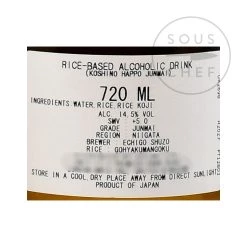 SOUS
CHEF
RICE-BASED ALCOHOLIC DRINK
(KOSHINO HAPPO JUNMAI)
720 ML
INGREDIENTS:WATER,RICE,RICE KOJI
ALC 14.5% VOL
SMV +5.0
GRADE JUNMAI
REGION NIIGATA
BREWER : ECHIGO SHUZO
RICE : GOHYAKUMANGOKU
STORE IN A COOL DRY PLACE AWAY FROM DIRECT SUNLIGHT
PRODUCT OF JAPAN